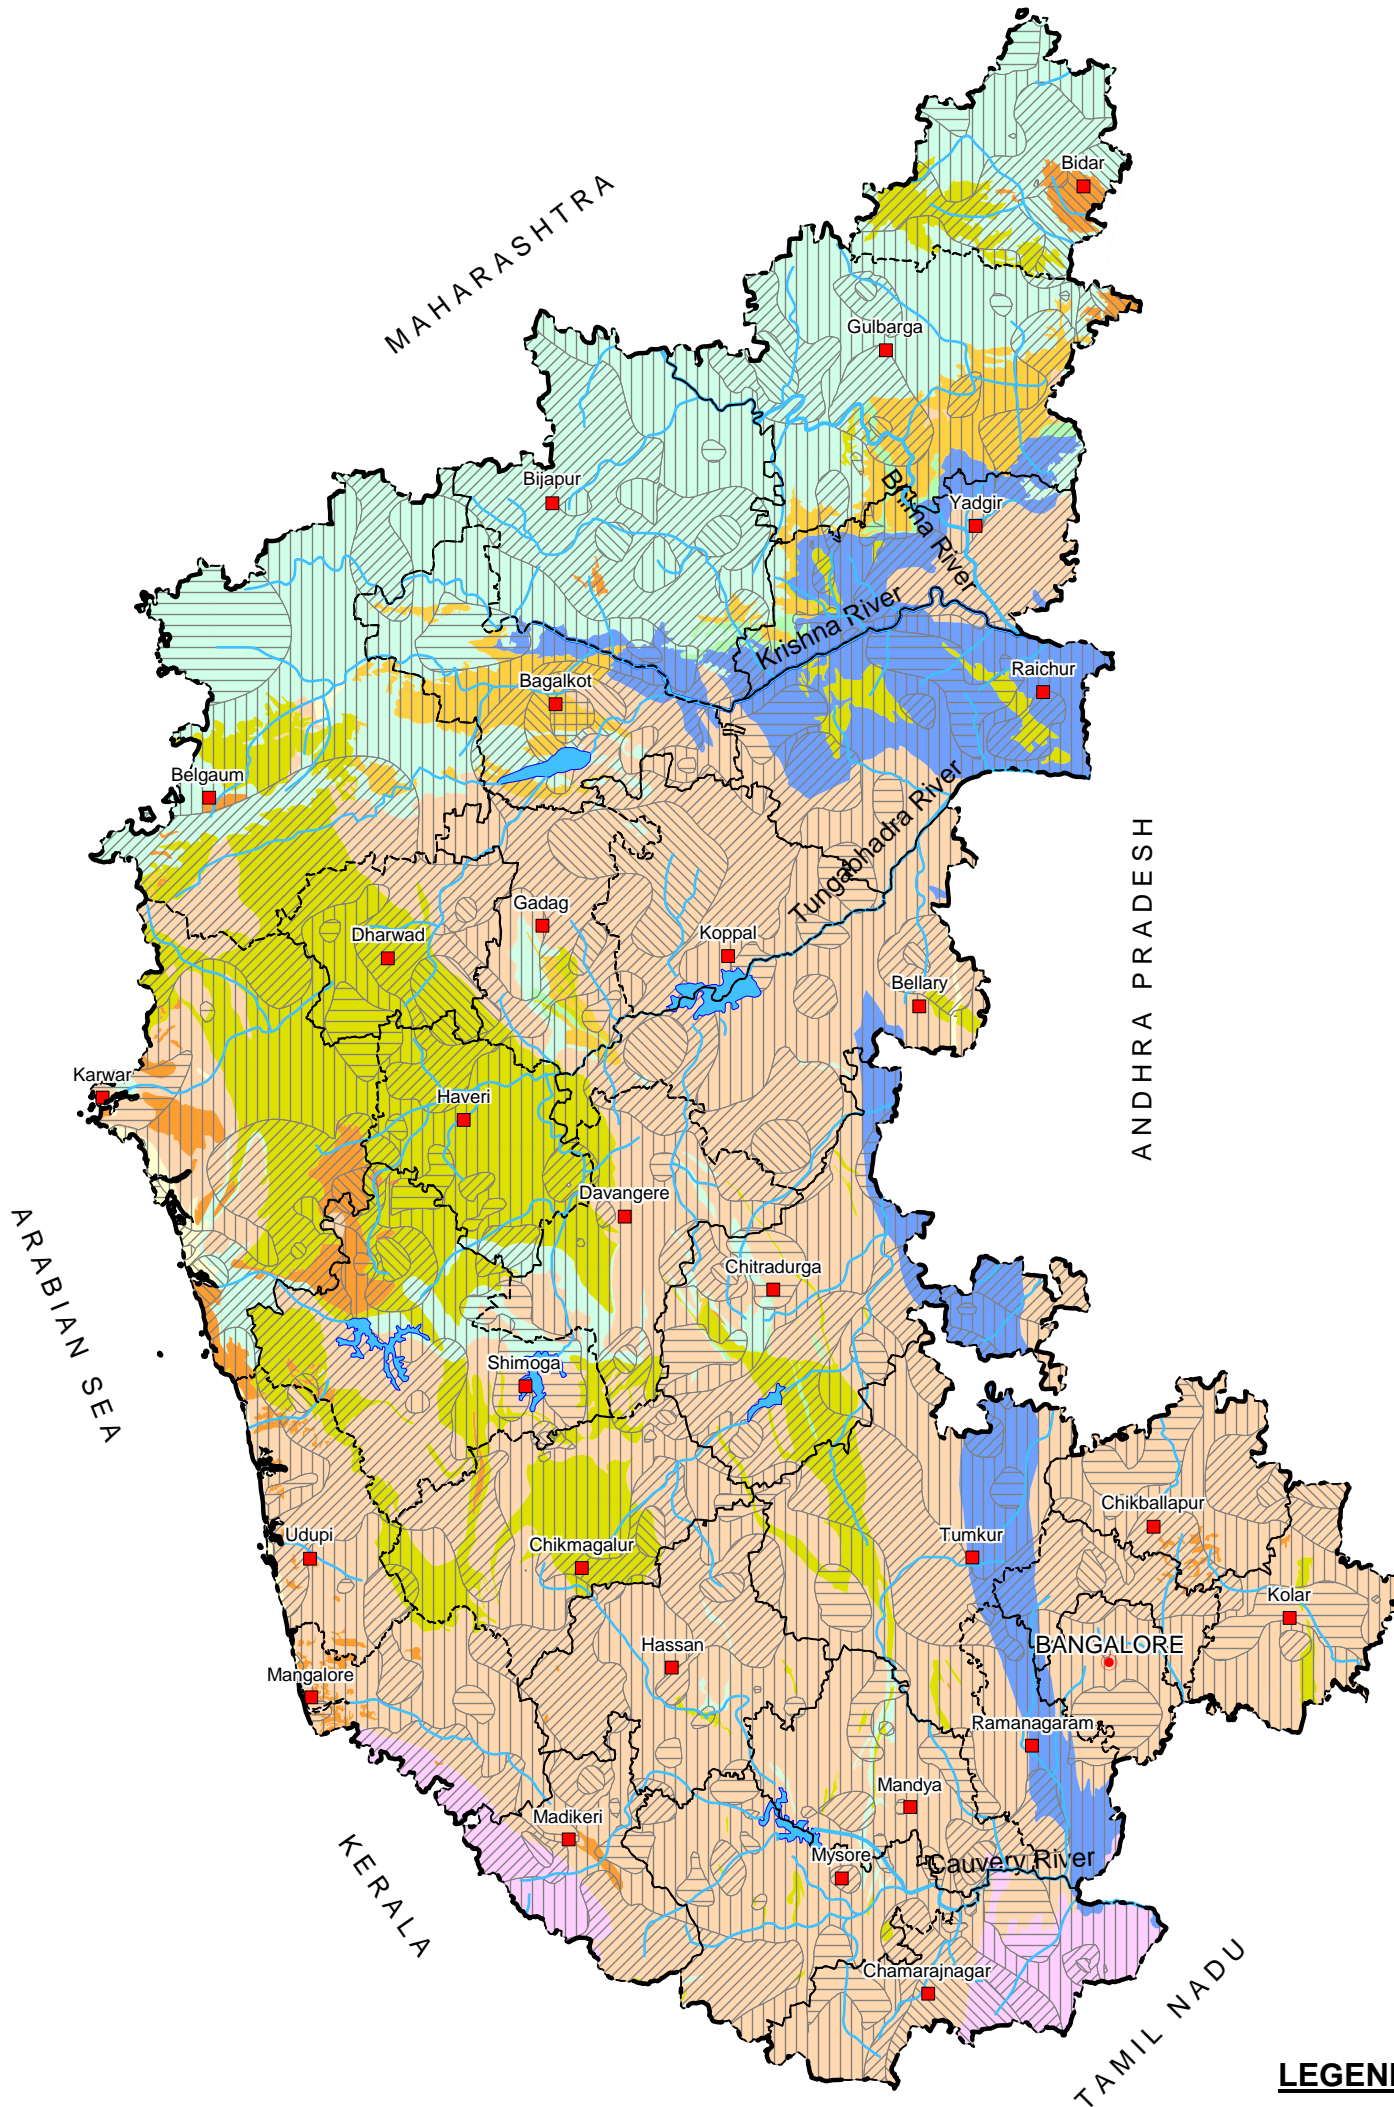 Bidar
MAHARASHTRA
Gulbarga
Bijapur
Bhima River
Yadgir
Krishna River
Raichur
Bagalkot
Belgaum
Tungabhadra River
ANDHRA PRADESH
Gadag
Dharwad
Koppal
Bellary
Karwar
Haveri
Davangere
ARABIAN SEA
Chitradurga
Shimoga
Chikballapur
Udupi
Chikmagalur
Tumkur
Kolar
Hassan
BANGALORE
Mangalore
Ramanagaram
Mandya
Madikeri
Mysore
Cauvery River
KERALA
Chamarajnagar
TAMIL NADU